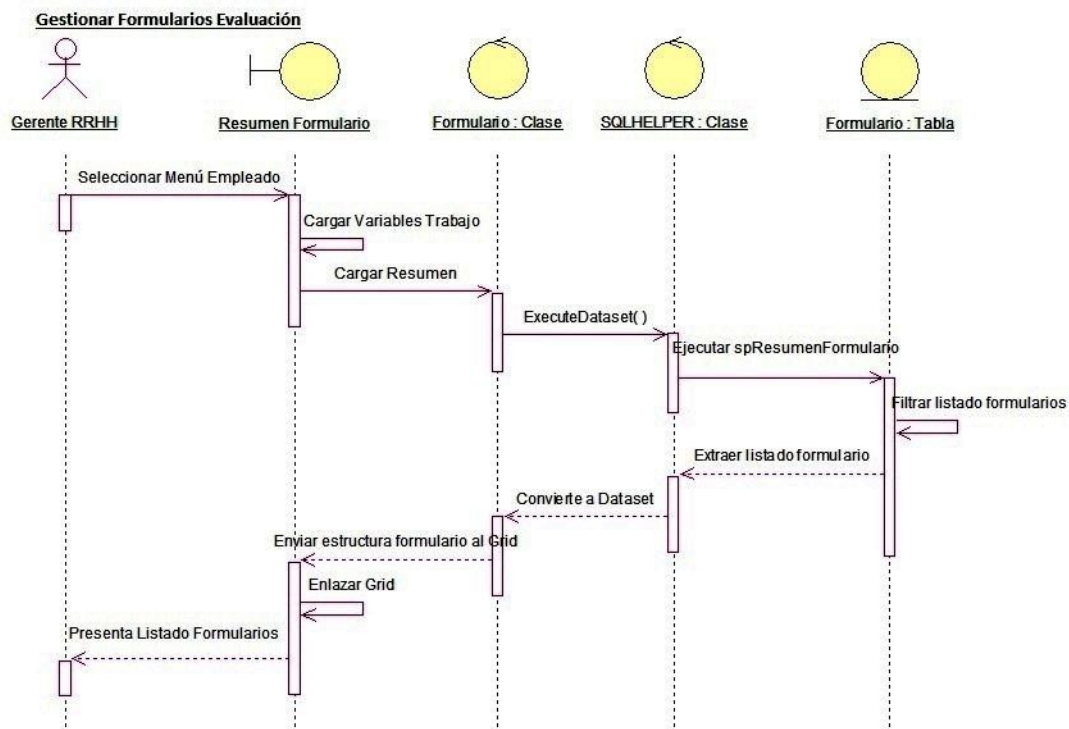 Gestionar Formularios Evaluación
Gerente RRHH
Resumen Formulario
Formulario : Clase
SQLHELPER : Clase
Formulario : Tabla
Seleccionar Menú Empleado
Cargar Variables Trabajo
Cargar Resumen
ExecuteDataset( )
Ejecutar spResumenFormulario
Filtrar listado formularios
Extraer listado formulario
Convierte a Dataset
Enviar estructura formulario al Grid
Enlazar Grid
Presenta Listado Formularios